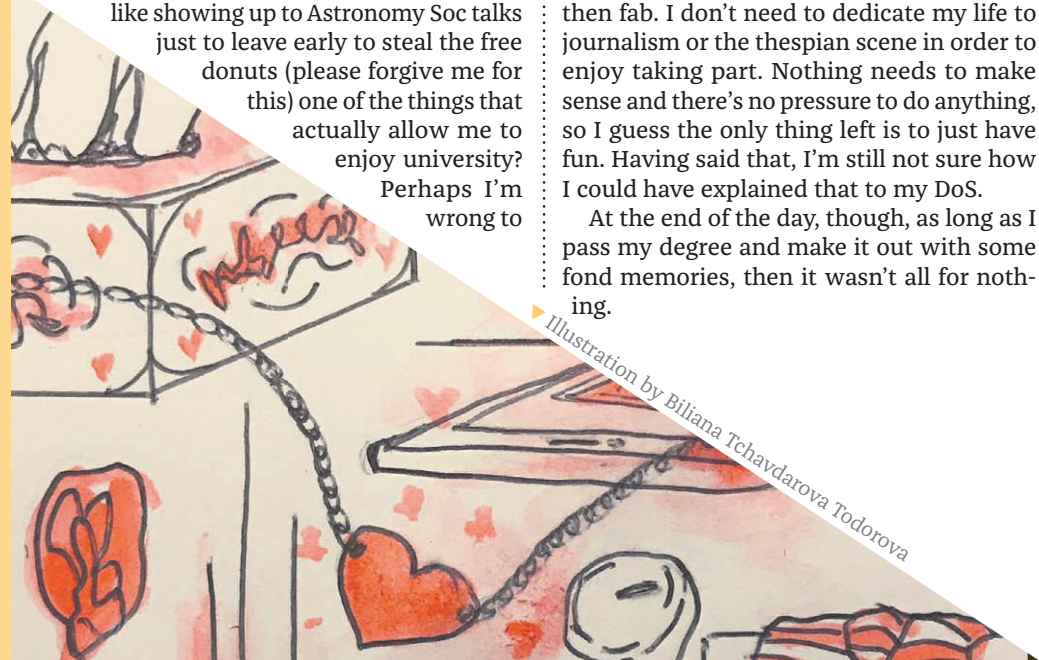 like showing up to Astronomy Soc talks
just to leave early to steal the free
donuts (please forgive me for
this) one of the things that
actually allow me to
enjoy university?
Perhaps I’m
wrong to
then fab. I don’t need to dedicate my life to
journalism or the thespian scene in order to
enjoy taking part. Nothing needs to make
sense and there’s no pressure to do anything,
so I guess the only thing left is to just have
fun. Having said that, I’m still not sure how
I could have explained that to my DoS.
At the end of the day, though, as long as I
pass my degree and make it out with some
fond memories, then it wasn’t all for noth-
ing.
Illustration by Biliana Tchavdarova Todorova